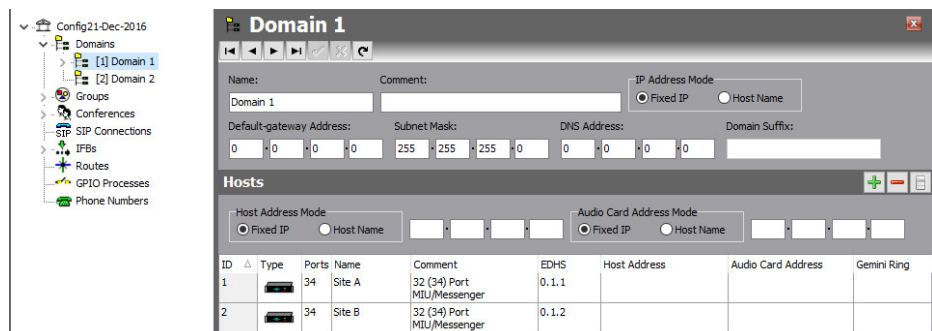 Config21-Dec-2016
Domains
[1] Domain 1
[2] Domain 2
Groups
Conferences
SIP SIP Connections
IFBs
Routes
GPIO Processes
Phone Numbers
Domain 1
Name: Comment: IP Address Mode
Domain 1 Fixed IP Host Name
Default-gateway Address: Subnet Mask: DNS Address: Domain Suffix:
0 . 0 . 0 . 0 255 . 255 . 255 . 0 0 . 0 . 0 . 0
Hosts
Host Address Mode Audio Card Address Mode
Fixed IP Host Name . . . Fixed IP Host Name . . .
ID Type Ports Name Comment EDHS Host Address Audio Card Address Gemini Ring
1 34 Site A 32 (34) Port 0.1.1
MIU/Messenger
2 34 Site B 32 (34) Port 0.1.2
MIU/Messenger